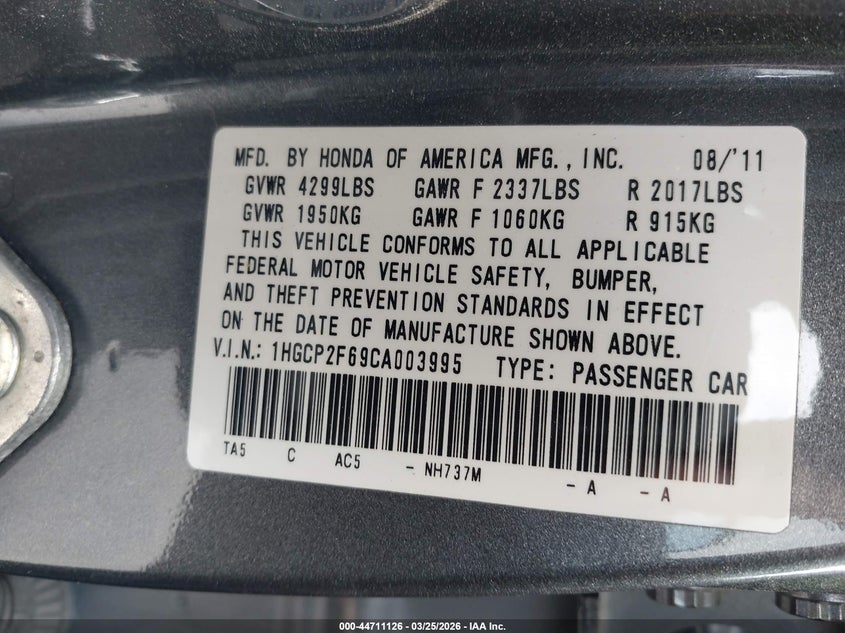 MFD. BY HONDA OF AMERICA MFG., INC. 08/'11
GVWR 4299LBS GAWR F 2337LBS R 2017LBS
GVWR 1950KG GAWR F 1060KG R 915KG
THIS VEHICLE CONFORMS TO ALL APPLICABLE
FEDERAL MOTOR VEHICLE SAFETY, BUMPER,
AND THEFT PREVENTION STANDARDS IN EFFECT
ON THE DATE OF MANUFACTURE SHOWN ABOVE.
V.I.N.: 1HGCP2F69CA003995 TYPE: PASSENGER CAR
TA5 C AC5 - NH737M - A - A
000-44711126 - 03/25/2026 - IAA Inc.